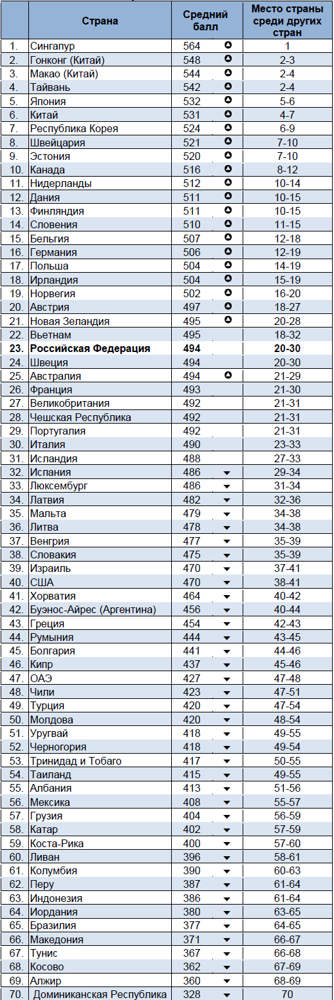 Страна Средний балл Место страны среди других стран
1. Сингапур 564 1
2. Гонконг (Китай) 548 2-3
3. Макао (Китай) 544 2-4
4. Тайвань 542 2-4
5. Япония 532 5-6
6. Китай 531 4-7
7. Республика Корея 524 6-9
8. Швейцария 521 7-10
9. Эстония 520 7-10
10. Канада 516 8-12
11. Нидерланды 512 10-14
12. Дания 511 10-15
13. Финляндия 511 10-15
14. Словения 510 11-15
15. Бельгия 507 12-18
16. Германия 506 12-19
17. Польша 504 14-19
18. Ирландия 504 15-19
19. Норвегия 502 16-20
20. Австрия 497 18-27
21. Новая Зеландия 495 20-28
22. Вьетнам 495 18-32
23. Российская Федерация 494 20-30
24. Швеция 494 20-30
25. Австралия 494 21-29
26. Франция 493 21-30
27. Великобритания 492 21-31
28. Чешская Республика 492 21-31
29. Португалия 492 21-31
30. Италия 490 23-33
31. Исландия 488 27-33
32. Испания 486 29-34
33. Люксембург 486 31-34
34. Латвия 482 32-36
35. Мальта 479 34-38
36. Литва 478 34-38
37. Венгрия 477 35-39
38. Словакия 475 35-39
39. Израиль 470 37-41
40. США 470 38-41
41. Хорватия 464 40-42
42. Буэнос-Айрес (Аргентина) 456 40-44
43. Греция 454 42-43
44. Румыния 444 43-45
45. Болгария 441 44-46
46. Кипр 437 45-46
47. ОАЭ 427 47-48
48. Чили 423 47-51
49. Турция 420 47-54
50. Молдова 420 48-54
51. Уругвай 418 49-55
52. Черногория 418 49-54
53. Тринидад и Тобаго 417 50-55
54. Таиланд 415 49-55
55. Албания 413 51-56
56. Мексика 408 55-57
57. Грузия 404 56-59
58. Катар 402 57-59
59. Коста-Рика 400 57-60
60. Ливан 396 58-61
61. Колумбия 390 60-63
62. Перу 387 61-64
63. Индонезия 386 61-64
64. Иордания 380 63-65
65. Бразилия 377 64-65
66. Македония 371 66-67
67. Тунис 367 66-68
68. Косово 362 67-69
69. Алжир 360 68-69
70. Доминиканская Республика 328 70